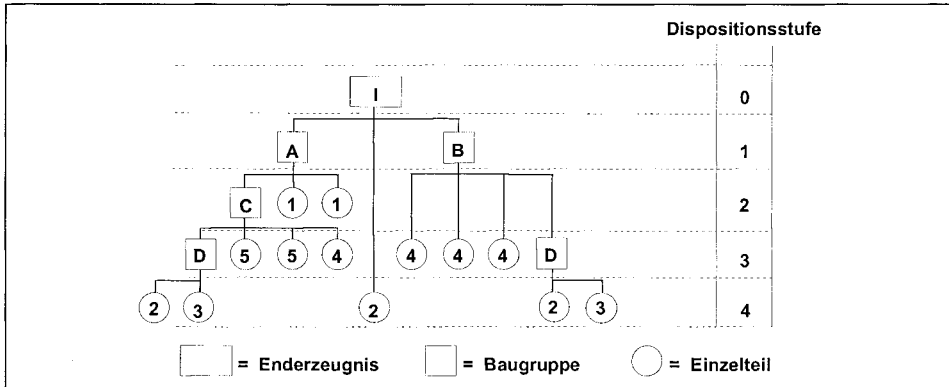 Dispositionsstufe
I 0
A B 1
C 1 1 2
D 5 5 4 4 4 4 D 3
2 3 2 2 3 4
= Enderzeugnis = Baugruppe = Einzelteil